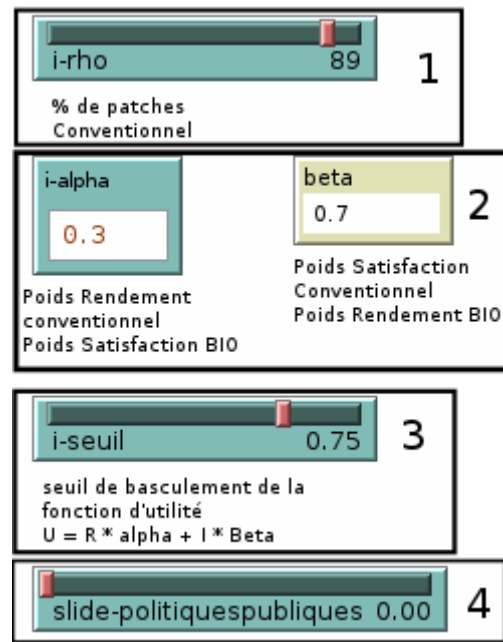 i-rho 89
1
% de patches
Conventionnel
i-alpha
0.3
beta
0.7
2
Poids Rendement
conventionnel
Poids Satisfaction BIO
Poids Satisfaction
Conventionnel
Poids Rendement BIO
i-seuil 0.75
3
seuil de basculement de la
fonction d'utilité
U = R * alpha + I * Beta
slide-politiquespubliques 0.00
4